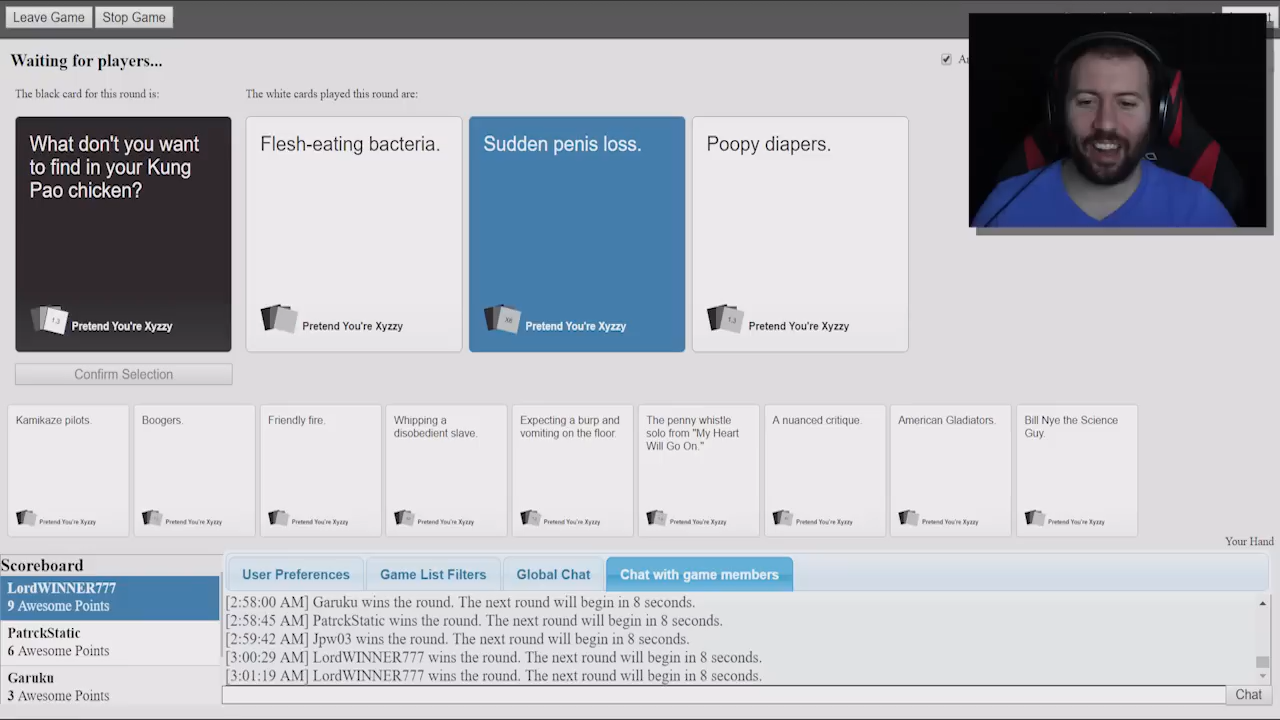 Leave Game
Stop Game
Waiting for players...
The black card for this round is:
The white cards played this round are:
What don't you want
to find in your Kung
Pao chicken?
1.3
Pretend You're Xyzzy
Flesh-eating bacteria.
Pretend You're Xyzzy
Sudden penis loss.
Pretend You're Xyzzy
Poopy diapers.
1.3
Pretend You're Xyzzy
Confirm Selection
Kamikaze pilots.
Pretend You're Xyzzy
Boogers.
Pretend You're Xyzzy
Friendly fire.
Pretend You're Xyzzy
Whipping a
disobedient slave.
Pretend You're Xyzzy
Expecting a burp and
vomiting on the floor.
Pretend You're Xyzzy
The penny whistle
solo from "My Heart
Will Go On."
Pretend You're Xyzzy
A nuanced critique.
Pretend You're Xyzzy
American Gladiators.
Pretend You're Xyzzy
Bill Nye the Science
Guy.
Pretend You're Xyzzy
Your Hand
Scoreboard
LordWINNER777
9 Awesome Points
PatrckStatic
6 Awesome Points
Garuku
3 Awesome Points
User Preferences
Game List Filters
Global Chat
Chat with game members
[2:58:00 AM] Garuku wins the round. The next round will begin in 8 seconds.
[2:58:45 AM] PatrckStatic wins the round. The next round will begin in 8 seconds.
[2:59:42 AM] Jpw03 wins the round. The next round will begin in 8 seconds.
[3:00:29 AM] LordWINNER777 wins the round. The next round will begin in 8 seconds.
[3:01:19 AM] LordWINNER777 wins the round. The next round will begin in 8 seconds.
Chat